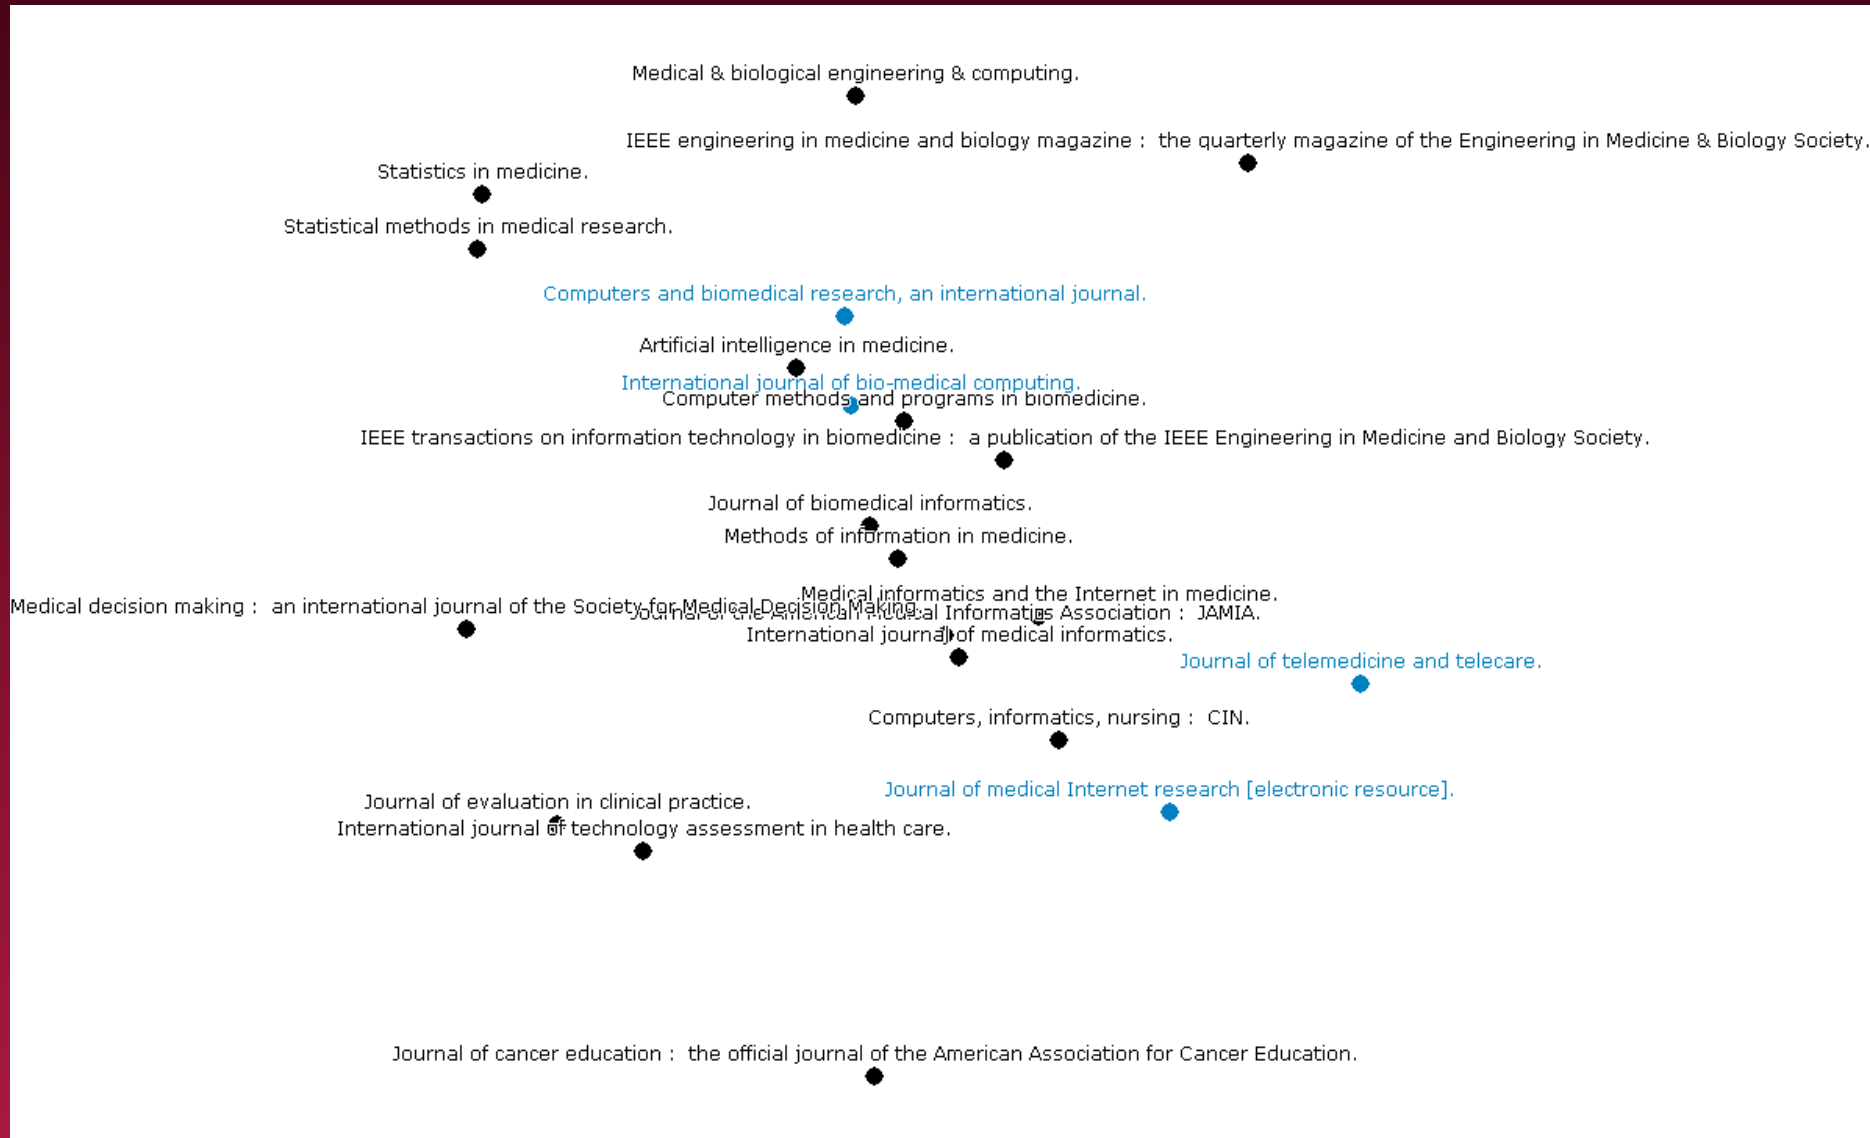 Medical & biological engineering & computing.
IEEE engineering in medicine and biology magazine :  the quarterly magazine of the Engineering in Medicine & Biology Society.
Statistics in medicine.
Statistical methods in medical research.
Computers and biomedical research, an international journal.
Artificial intelligence in medicine.
International journal of bio-medical computing.
Computer methods and programs in biomedicine.
IEEE transactions on information technology in biomedicine :  a publication of the IEEE Engineering in Medicine and Biology Society.
Journal of biomedical informatics.
Methods of information in medicine.
Medical informatics and the Internet in medicine.
Medical decision making :  an international journal of the Society for Medical Decision Making.
Journal of the American Medical Informatics Association :  JAMIA.
International journal of medical informatics.
Journal of telemedicine and telecare.
Computers, informatics, nursing :  CIN.
Journal of medical Internet research [electronic resource].
Journal of evaluation in clinical practice.
International journal of technology assessment in health care.
Journal of cancer education :  the official journal of the American Association for Cancer Education.